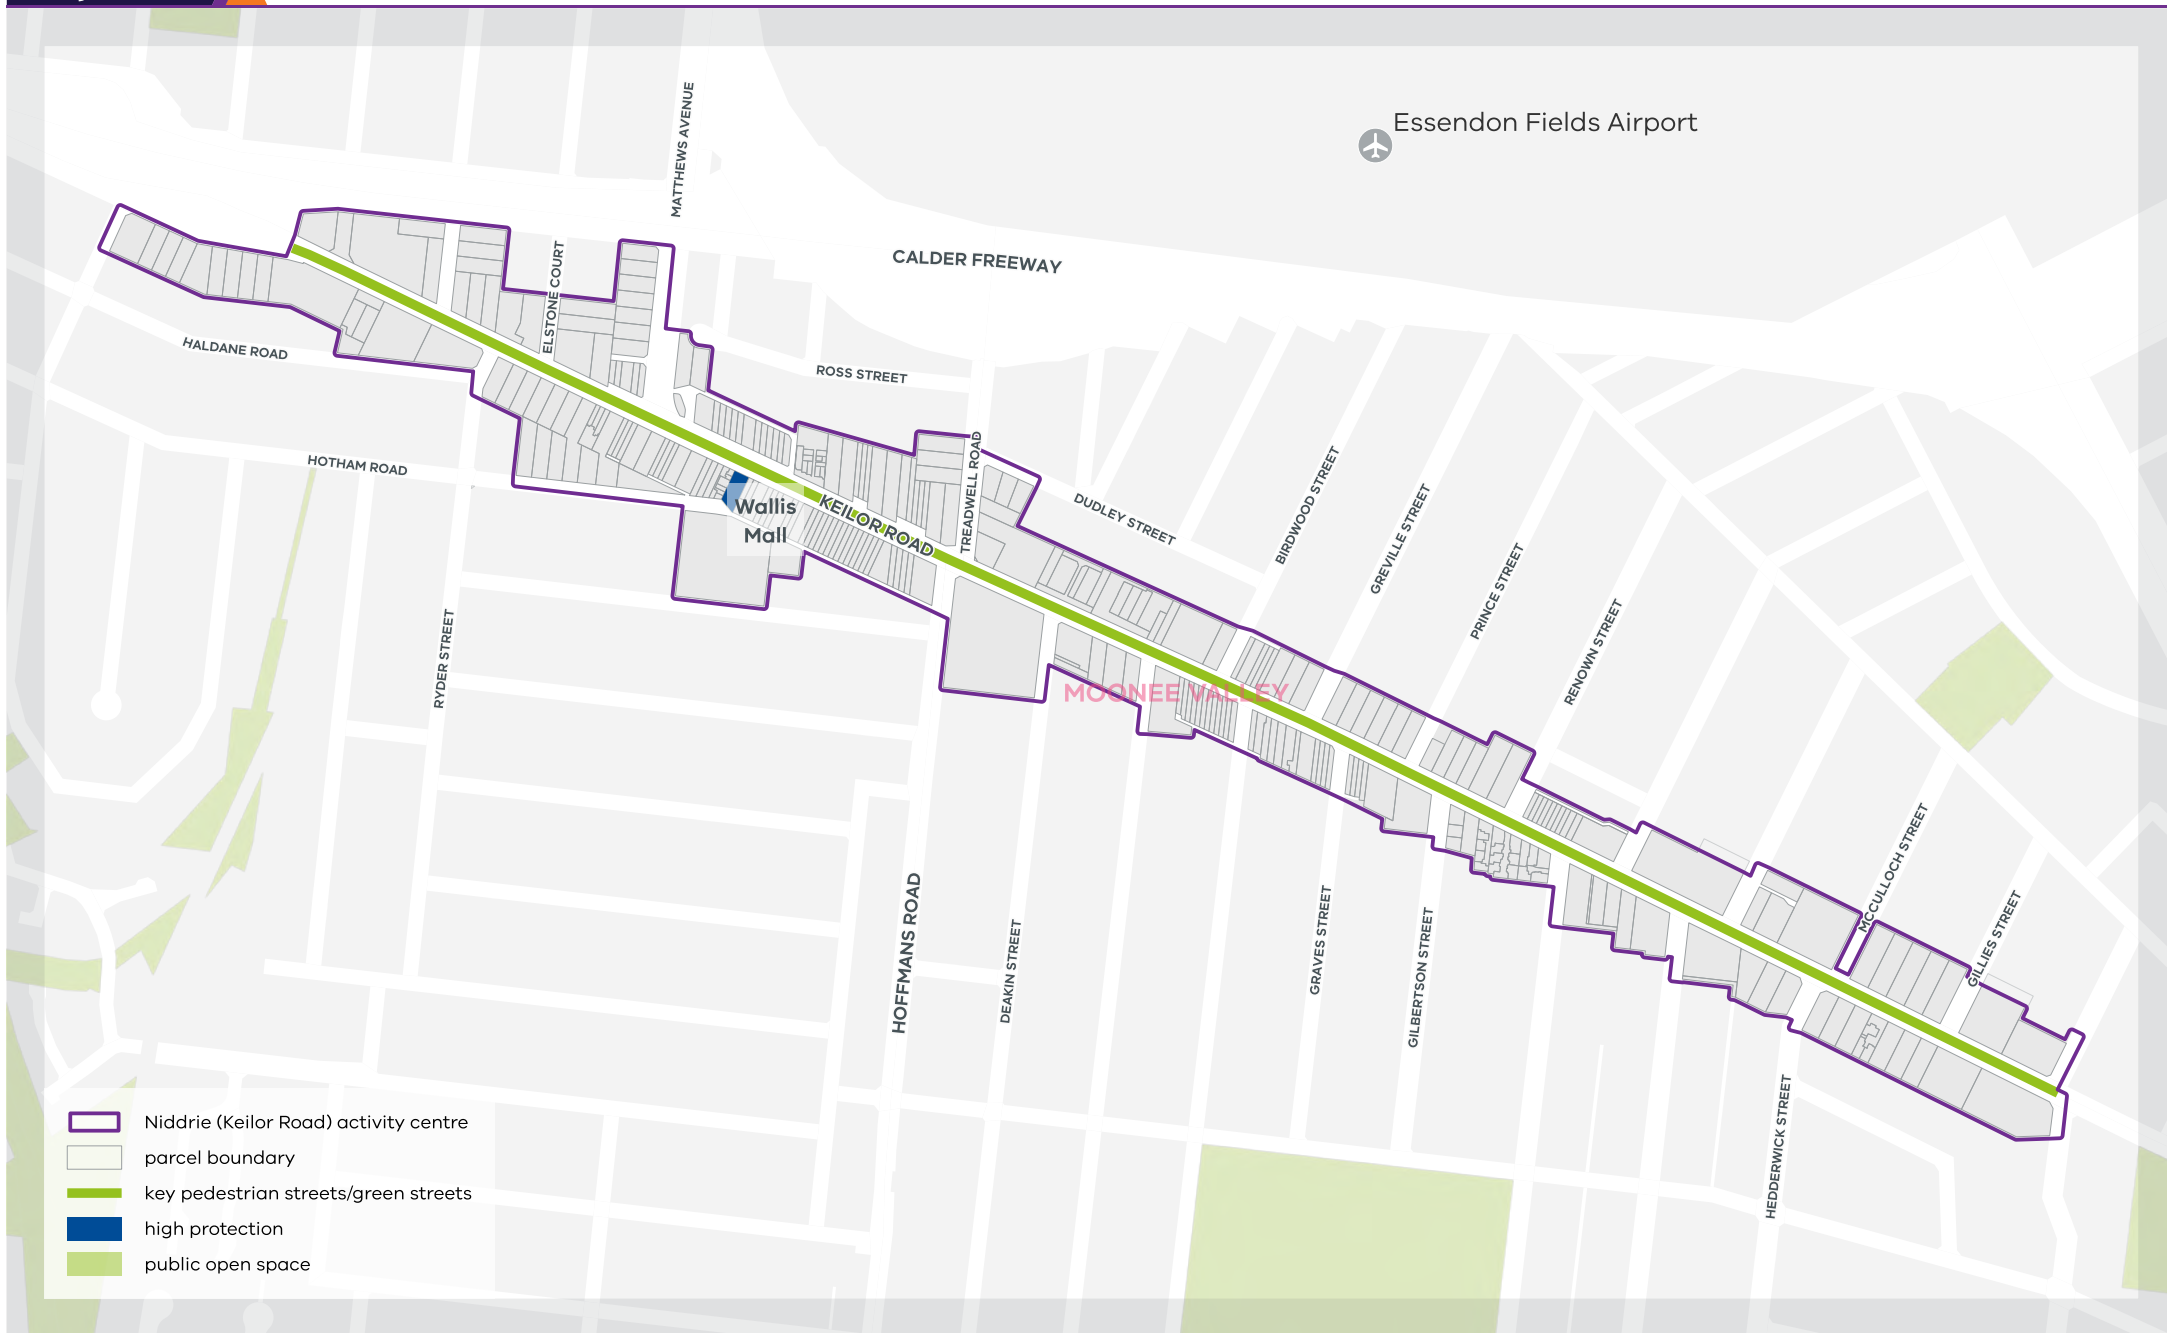 Essendon Fields Airport
MATTHEWS AVENUE
CALDER FREEWAY
ELSTONE COURT
HALDANE ROAD
ROSS STREET
HOTHAM ROAD
TREADWELL ROAD
Wallis
Mall
KEILOR ROAD
DUDLEY STREET
BIRDWOOD STREET
GREVILLE STREET
PRINCE STREET
RENOWN STREET
RYDER STREET
MOONEE VALLEY
MCCULLOCH STREET
GILLIES STREET
HOFFMANS ROAD
DEAKIN STREET
GRAVES STREET
GILBERTSON STREET
HEDDERWICK STREET
Niddrie (Keilor Road) activity centre
parcel boundary
key pedestrian streets/green streets
high protection
public open space